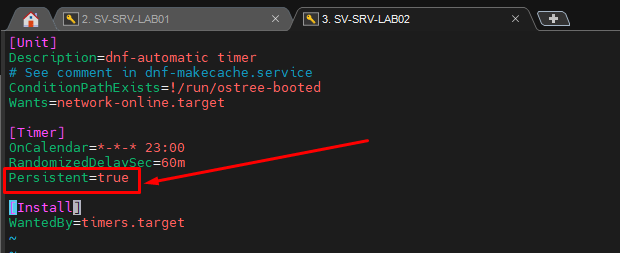 2. SV-SRV-LAB01
3. SV-SRV-LAB02
[Unit]
Description=dnf-automatic timer
# See comment in dnf-makecache.service
ConditionPathExists=!/run/ostree-booted
Wants=network-online.target
[Timer]
OnCalendar=*-*-* 23:00
RandomizedDelaySec=60m
Persistent=true
[Install]
WantedBy=timers.target
~
~